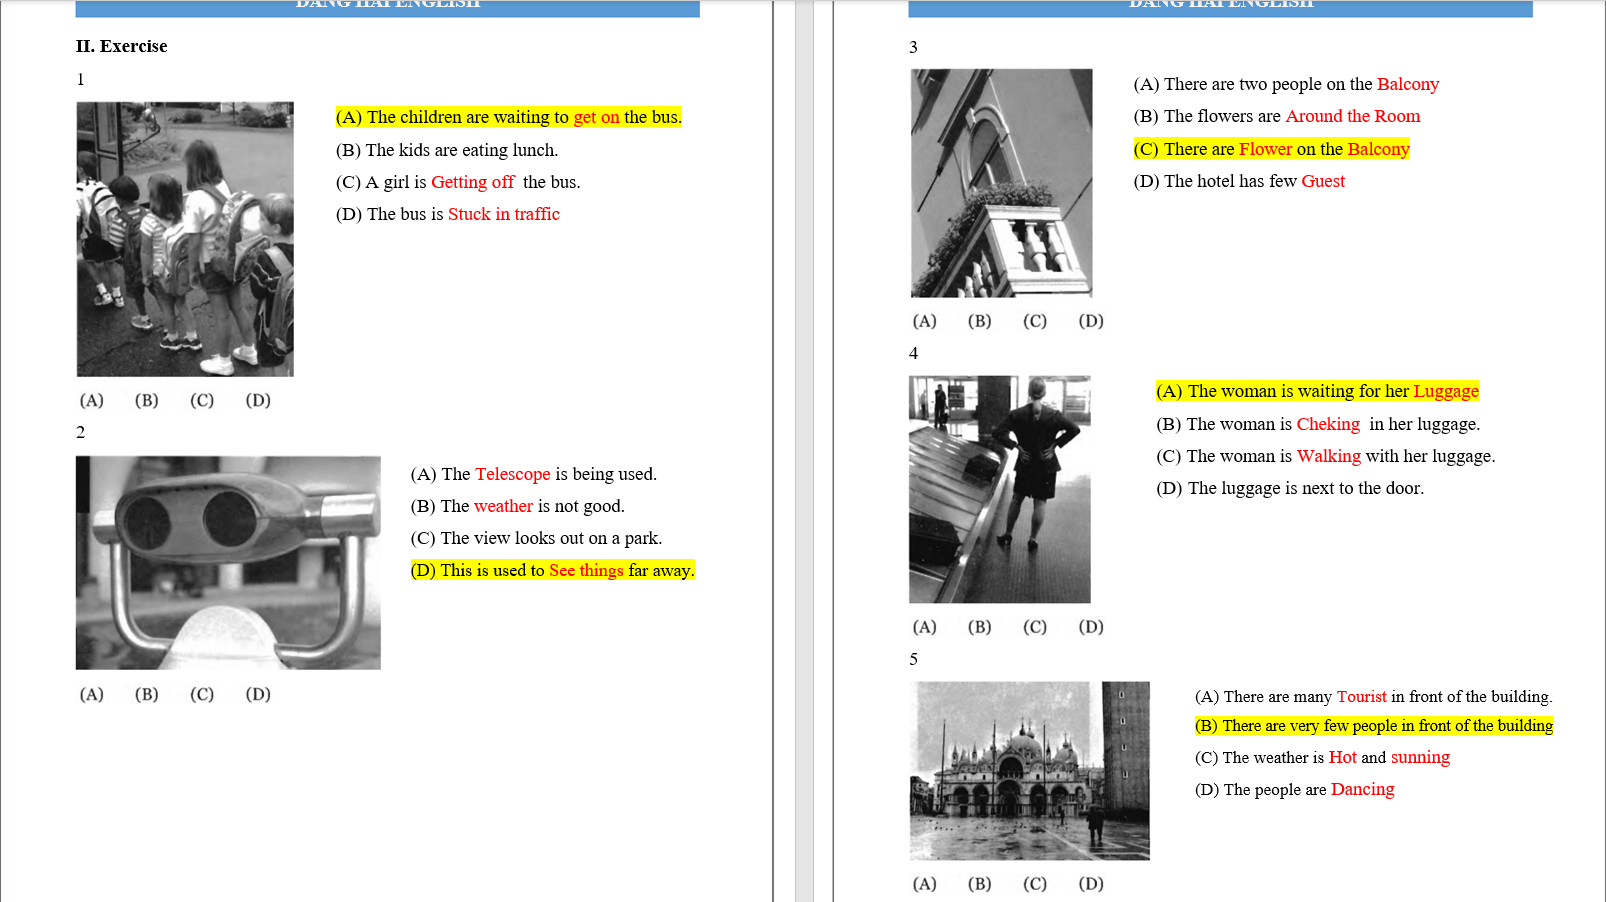 DANG HAI ENGLISH
II. Exercise
1
(A) The children are waiting to get on the bus.
(B) The kids are eating lunch.
(C) A girl is Getting off the bus.
(D) The bus is Stuck in traffic
(A) (B) (C) (D)
2
(A) The Telescope is being used.
(B) The weather is not good.
(C) The view looks out on a park.
(D) This is used to See things far away.
(A) (B) (C) (D)
DANG HAI ENGLISH
3
(A) There are two people on the Balcony
(B) The flowers are Around the Room
(C) There are Flower on the Balcony
(D) The hotel has few Guest
(A) (B) (C) (D)
4
(A) The woman is waiting for her Luggage
(B) The woman is Cheking in her luggage.
(C) The woman is Walking with her luggage.
(D) The luggage is next to the door.
(A) (B) (C) (D)
5
(A) There are many Tourist in front of the building.
(B) There are very few people in front of the building
(C) The weather is Hot and sunning
(D) The people are Dancing
(A) (B) (C) (D)